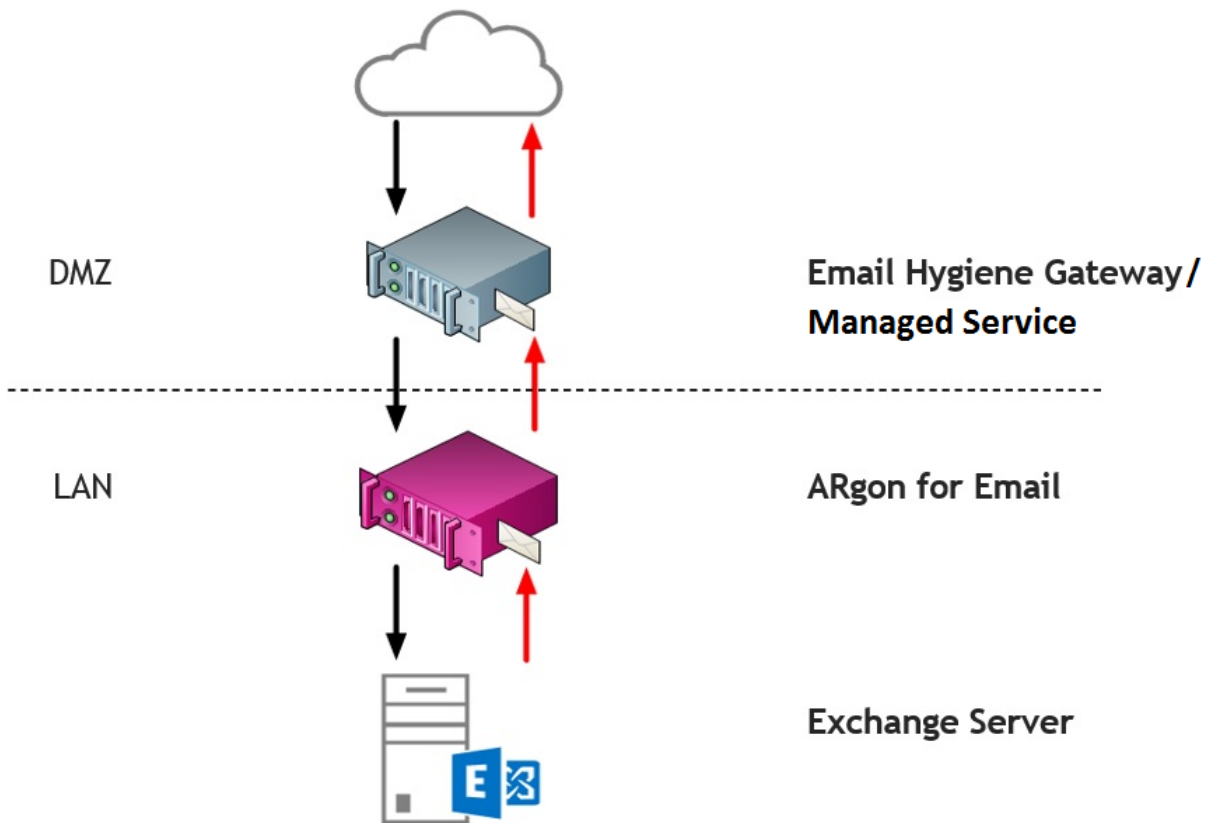 DMZ
Email Hygiene Gateway/
Managed Service
LAN
ARgon for Email
Exchange Server
E